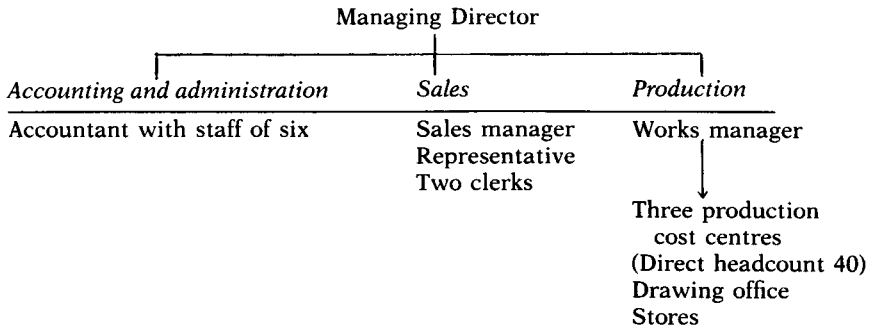 Managing Director
Accounting and administration
Sales
Production
Accountant with staff of six
Sales manager
Representative
Two clerks
Works manager
Three production
cost centres
(Direct headcount 40)
Drawing office
Stores